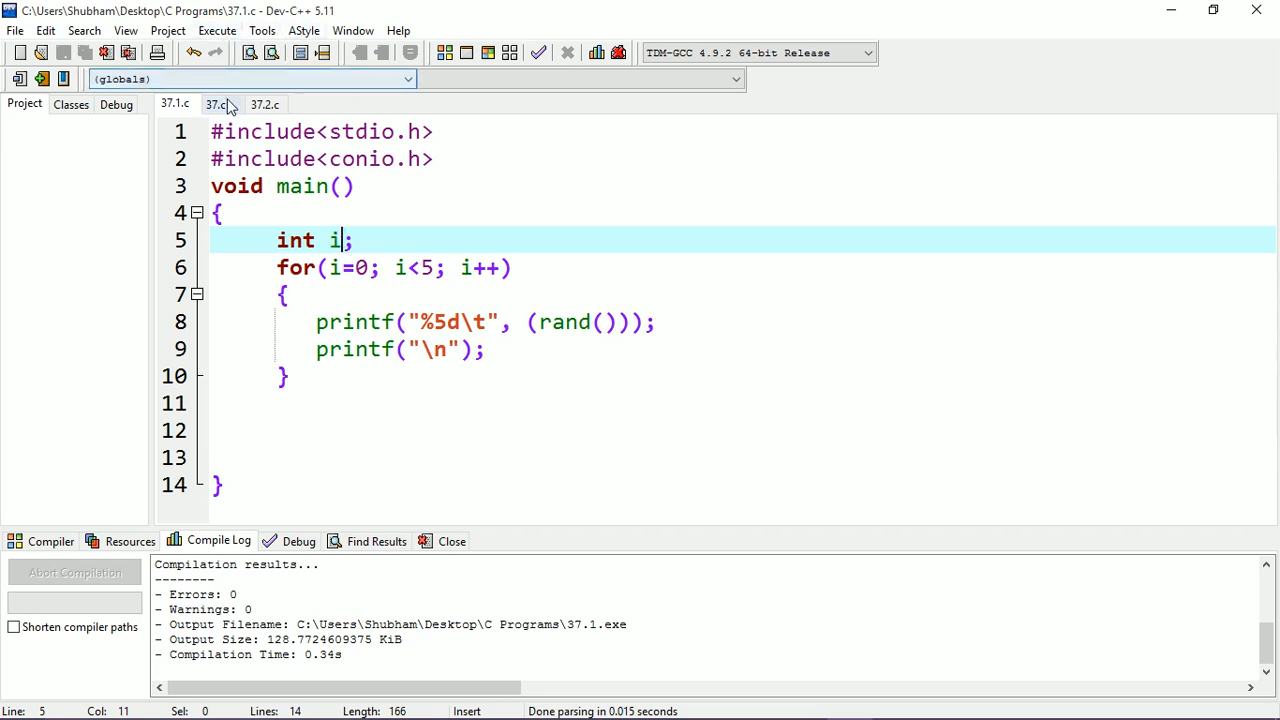 C:\Users\Shubham\Desktop\C Programs\37.1.c - Dev-C++ 5.11
File Edit Search View Project Execute Tools AStyle Window Help
TDM-GCC 4.9.2 64-bit Release
(globals)
Project Classes Debug 37.1.c 37.c 37.2.c
1 #include<stdio.h>
2 #include<conio.h>
3 void main()
4 {
5 int i;
6 for(i=0; i<5; i++)
7 {
8 printf("%5d\t", (rand()));
9 printf("\n");
10 }
11
12
13
14 }
Compiler Resources Compile Log Debug Find Results Close
Abort Compilation
Shorten compiler paths
Compilation results...
--------
- Errors: 0
- Warnings: 0
- Output Filename: C:\Users\Shubham\Desktop\C Programs\37.1.exe
- Output Size: 128.7724609375 KiB
- Compilation Time: 0.34s
Line: 5 Col: 11 Sel: 0 Lines: 14 Length: 166 Insert Done parsing in 0.015 seconds